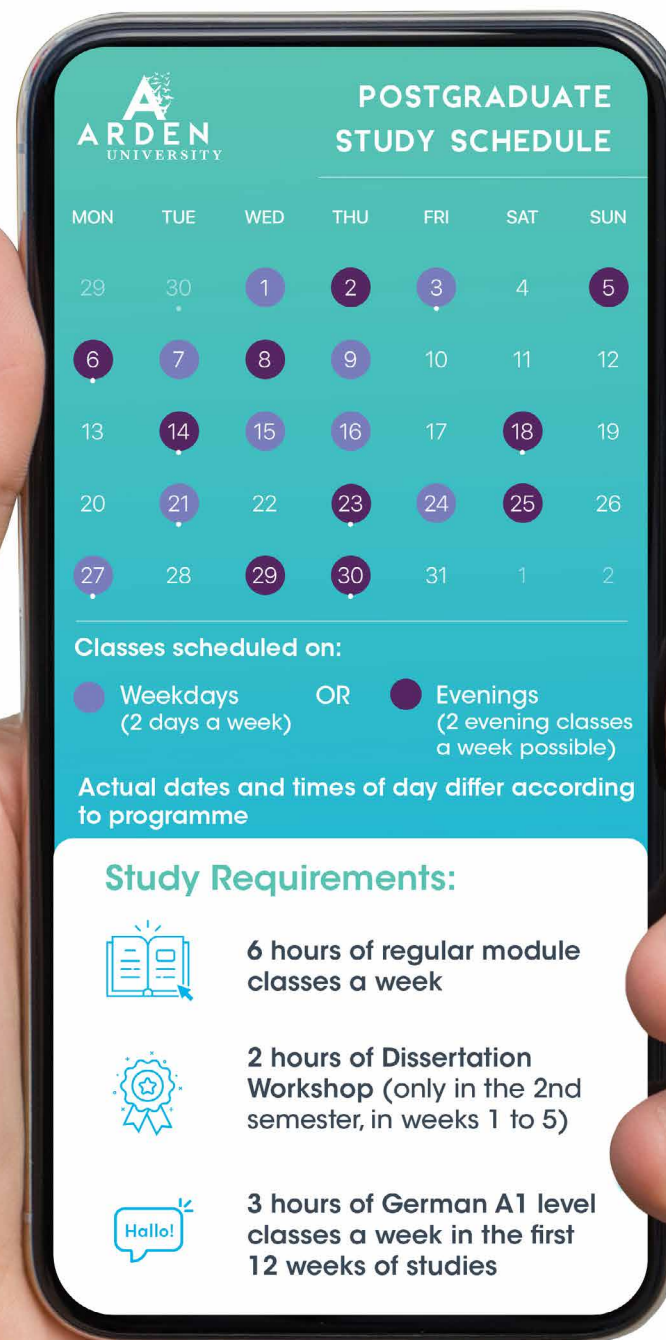 ARDEN
UNIVERSITY
POSTGRADUATE
STUDY SCHEDULE
MON TUE WED THU FRI SAT SUN
29 30 1 2 3 4 5
6 7 8 9 10 11 12
13 14 15 16 17 18 19
20 21 22 23 24 25 26
27 28 29 30 31 1 2
Classes scheduled on:
Weekdays
(2 days a week)
OR
Evenings
(2 evening classes
a week possible)
Actual dates and times of day differ according
to programme
Study Requirements:
6 hours of regular module
classes a week
2 hours of Dissertation
Workshop (only in the 2nd
semester, in weeks 1 to 5)
Hallo!
3 hours of German A1 level
classes a week in the first
12 weeks of studies